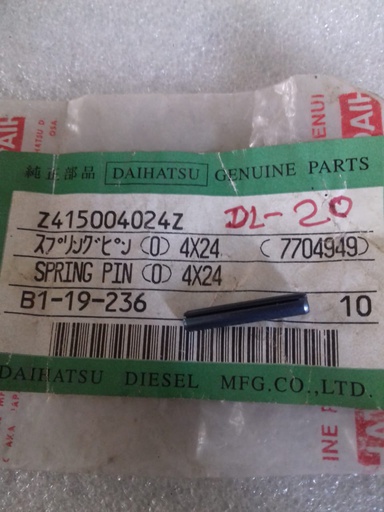 純正部品 DAIHATSU GENUINE PARTS
Z415004024Z DL-20
スプリングピン (0) 4X24 (7704949)
SPRING PIN (0) 4X24
B1-19-236 10
DAIHATSU DIESEL MFG.CO.,LTD.